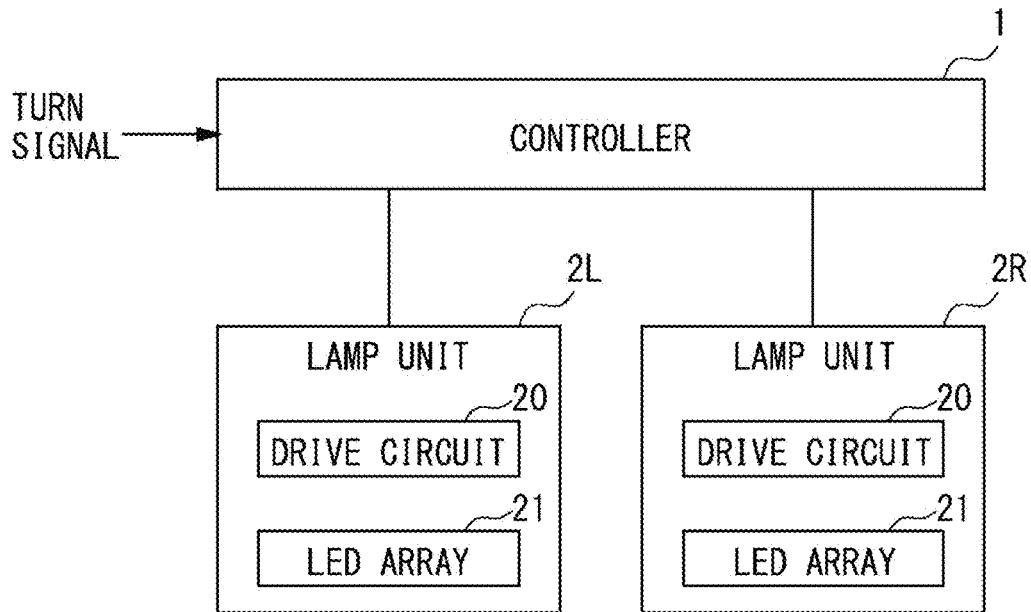 1
TURN
SIGNAL
CONTROLLER
2L
2R
LAMP UNIT
LAMP UNIT
20
20
DRIVE CIRCUIT
DRIVE CIRCUIT
21
21
LED ARRAY
LED ARRAY